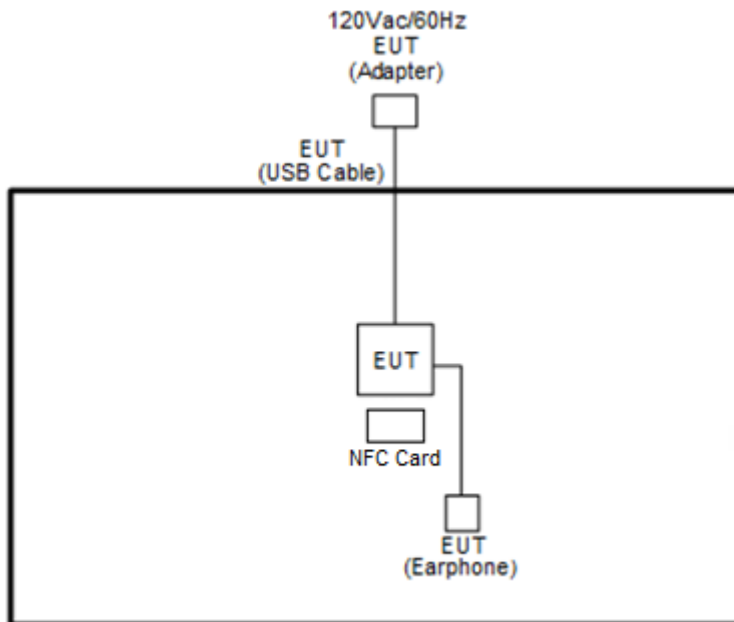 120Vac/60Hz
EUT
(Adapter)
EUT
(USB Cable)
EUT
NFC Card
EUT
(Earphone)